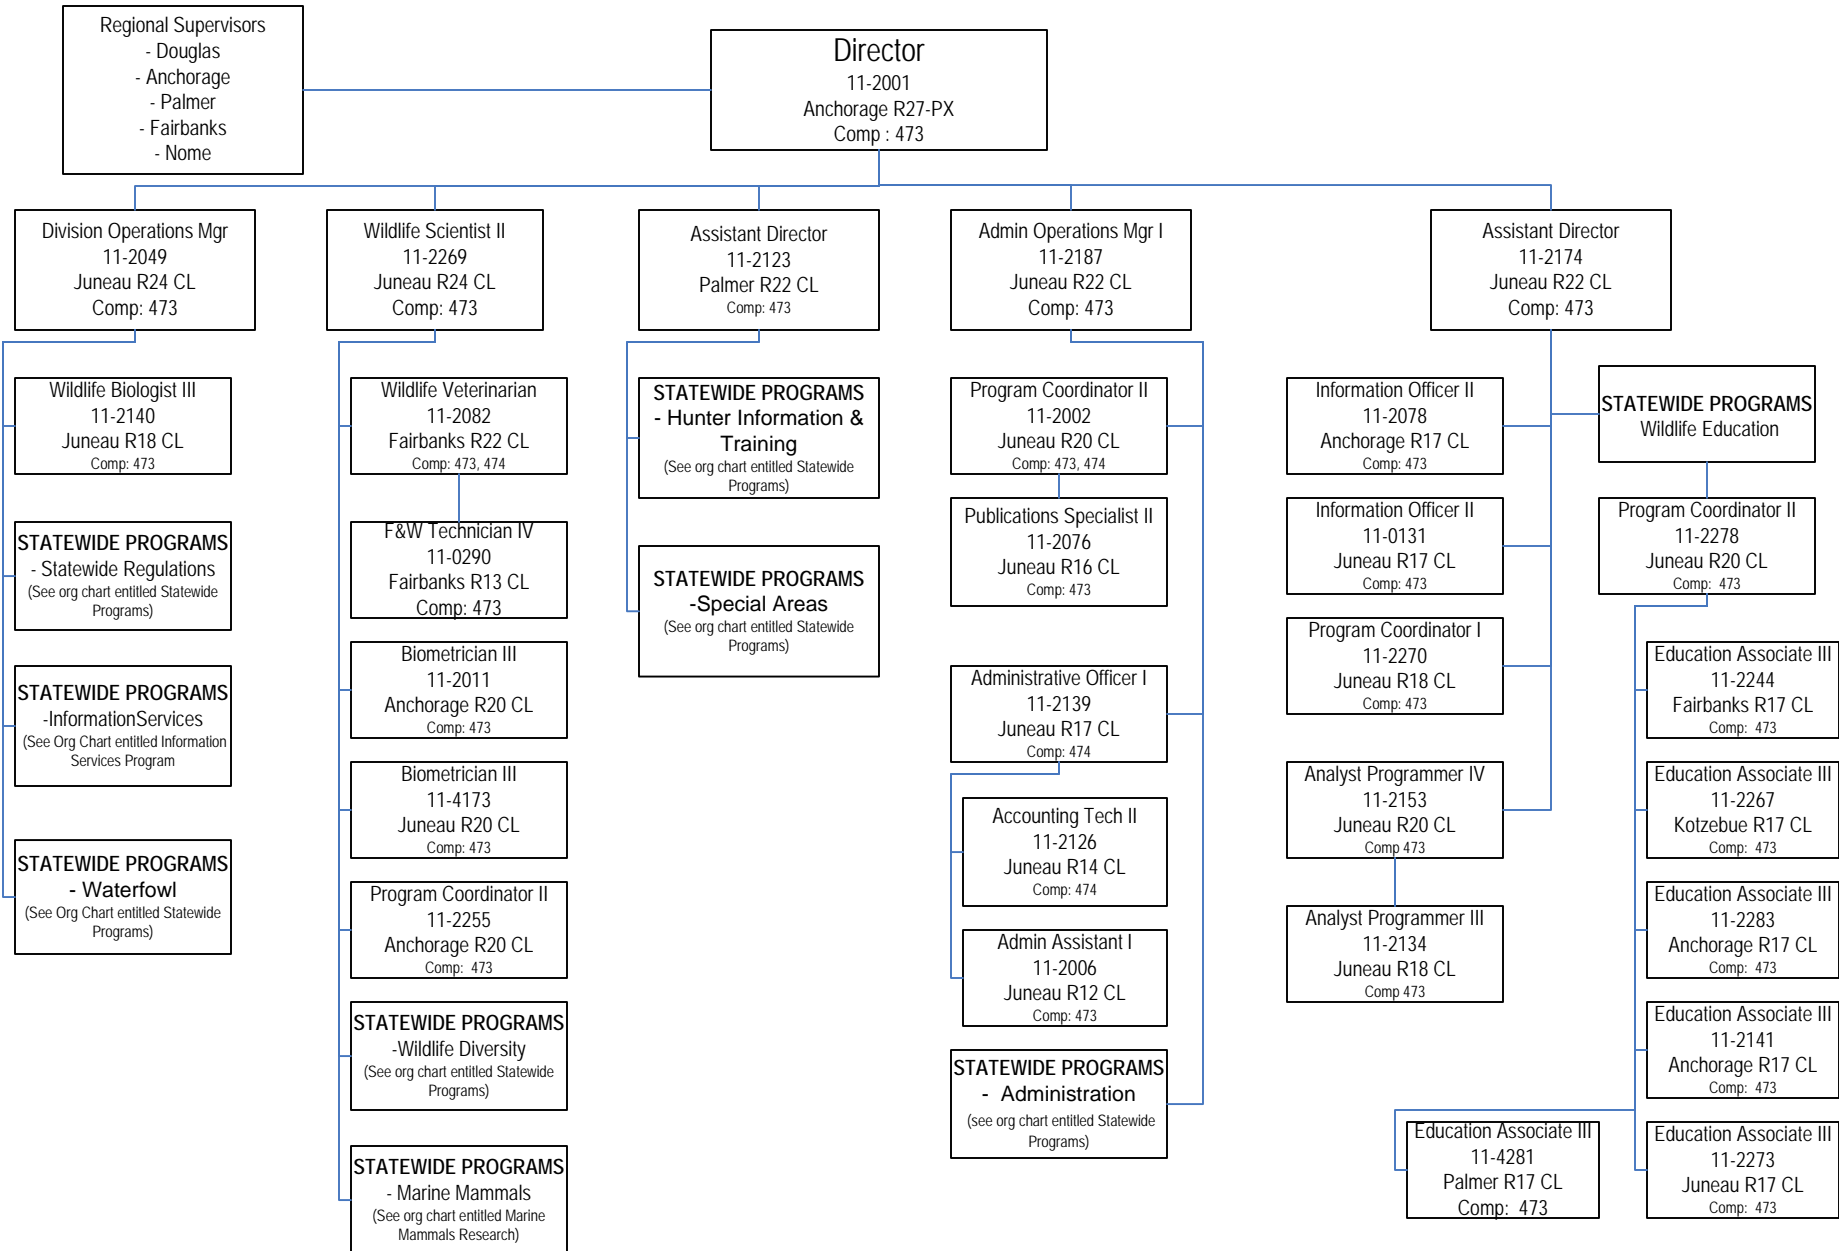 Regional Supervisors
- Douglas
- Anchorage
- Palmer
- Fairbanks
- Nome
Director
11-2001
Anchorage R27-PX
Comp : 473
Division Operations Mgr
11-2049
Juneau R24 CL
Comp: 473
Wildlife Biologist III
11-2140
Juneau R18 CL
Comp: 473
STATEWIDE PROGRAMS
- Statewide Regulations
(See org chart entitled Statewide
Programs)
STATEWIDE PROGRAMS
-InformationServices
(See Org Chart entitled Information
Services Program
STATEWIDE PROGRAMS
- Waterfowl
(See Org Chart entitled Statewide
Programs)
Wildlife Scientist II
11-2269
Juneau R24 CL
Comp: 473
Wildlife Veterinarian
11-2082
Fairbanks R22 CL
Comp: 473, 474
F&W Technician IV
11-0290
Fairbanks R13 CL
Comp: 473
Biometrician III
11-2011
Anchorage R20 CL
Comp: 473
Biometrician III
11-4173
Juneau R20 CL
Comp: 473
Program Coordinator II
11-2255
Anchorage R20 CL
Comp: 473
STATEWIDE PROGRAMS
-Wildlife Diversity
(See org chart entitled Statewide
Programs)
STATEWIDE PROGRAMS
- Marine Mammals
(See org chart entitled Marine
Mammals Research)
Assistant Director
11-2123
Palmer R22 CL
Comp: 473
STATEWIDE PROGRAMS
- Hunter Information &
Training
(See org chart entitled Statewide
Programs)
STATEWIDE PROGRAMS
-Special Areas
(See org chart entitled Statewide
Programs)
Admin Operations Mgr I
11-2187
Juneau R22 CL
Comp: 473
Program Coordinator II
11-2002
Juneau R20 CL
Comp: 473, 474
Publications Specialist II
11-2076
Juneau R16 CL
Comp: 473
Administrative Officer I
11-2139
Juneau R17 CL
Comp: 474
Accounting Tech II
11-2126
Juneau R14 CL
Comp: 474
Admin Assistant I
11-2006
Juneau R12 CL
Comp: 473
STATEWIDE PROGRAMS
- Administration
(see org chart entitled Statewide
Programs)
Assistant Director
11-2174
Juneau R22 CL
Comp: 473
Information Officer II
11-2078
Anchorage R17 CL
Comp: 473
Information Officer II
11-0131
Juneau R17 CL
Comp: 473
Program Coordinator I
11-2270
Juneau R18 CL
Comp: 473
Analyst Programmer IV
11-2153
Juneau R20 CL
Comp 473
Analyst Programmer III
11-2134
Juneau R18 CL
Comp 473
STATEWIDE PROGRAMS
Wildlife Education
Program Coordinator II
11-2278
Juneau R20 CL
Comp: 473
Education Associate III
11-2244
Fairbanks R17 CL
Comp: 473
Education Associate III
11-2267
Kotzebue R17 CL
Comp: 473
Education Associate III
11-2283
Anchorage R17 CL
Comp: 473
Education Associate III
11-2141
Anchorage R17 CL
Comp: 473
Education Associate III
11-4281
Palmer R17 CL
Comp: 473
Education Associate III
11-2273
Juneau R17 CL
Comp: 473